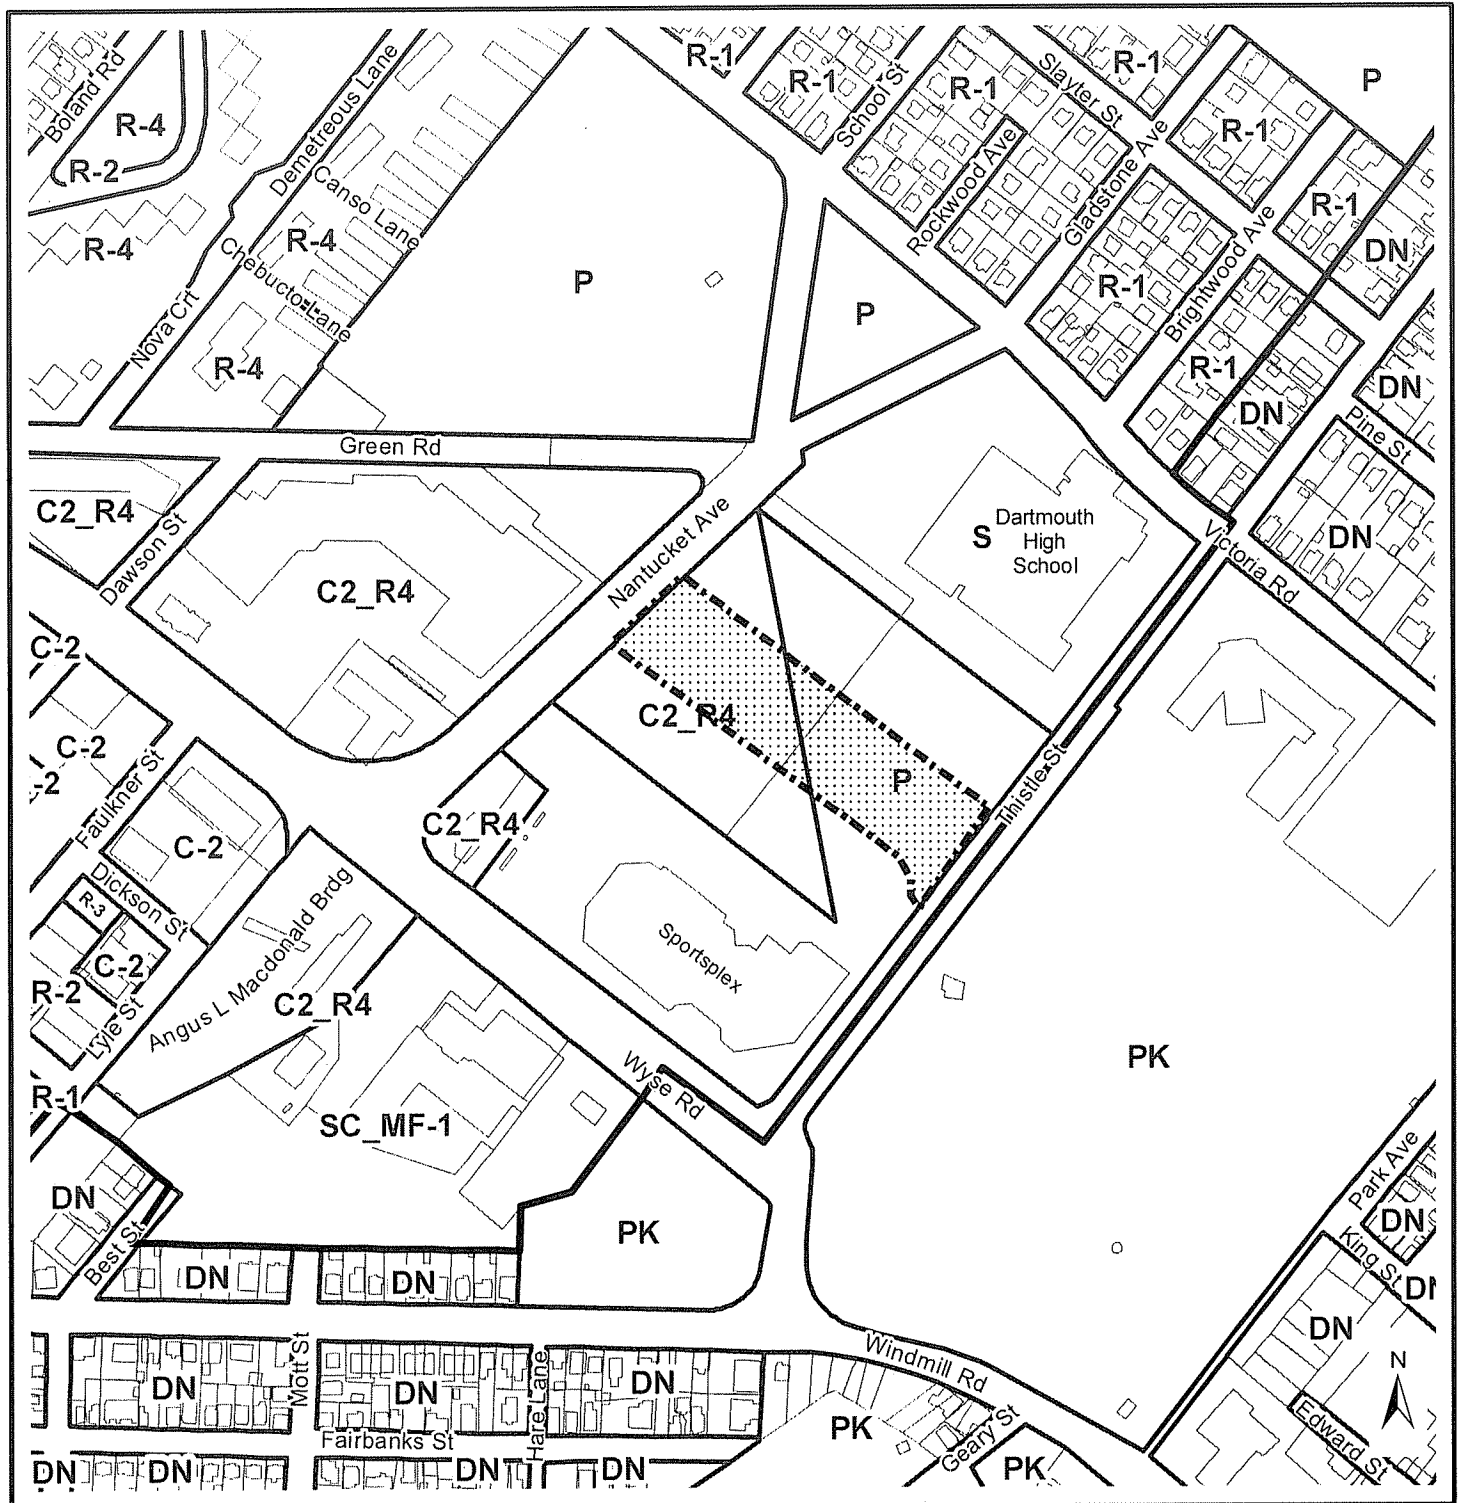 R-1
R-1
School St
R-1
Slayter St
R-1
P
Boland Rd
R-4
R-2
Demetreous Lane
Canso Lane
Rockwood Ave
Gladstone Ave
R-1
R-1
DN
R-4
R-4
Chebucto Lane
Nova Crt
R-4
P
P
R-1
Brightwood Ave
R-1
DN
DN
Pine St
Green Rd
C2_R4
Dawson St
C2_R4
Nantucket Ave
S
Dartmouth
High
School
Victoria Rd
DN
C-2
C-2
-2
Faulkner St
C-2
C2_R4
C2_R4
P
Thistle St
Dickson St
R-3
C-2
R-2
Lyle St
Angus L Macdonald Brdg
C2_R4
Sportsplex
PK
R-1
SC_MF-1
Wyse Rd
DN
Best St
PK
DN
DN
Park Ave
DN
King St
DN
DN
N
Mott St
DN
DN
Hare Lane
DN
Windmill Rd
Fairbanks St
PK
Geary St
PK
Edward St
DN
DN
DN
DN